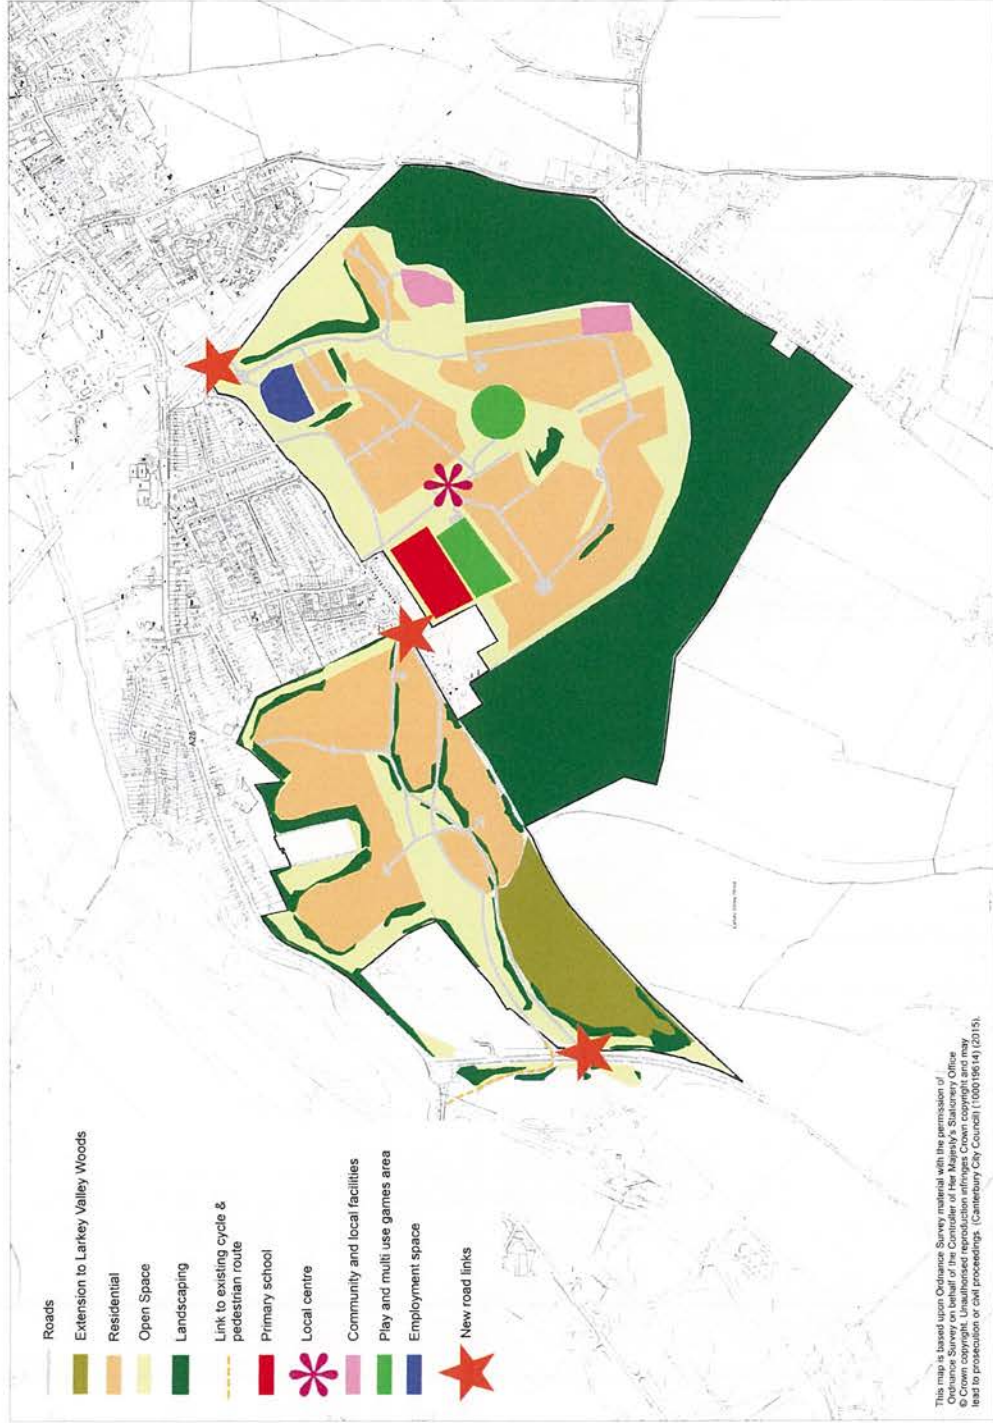 Roads
Extension to Larkey Valley Woods
Residential
Open Space
Landscaping
Link to existing cycle &
pedestrian route
Primary school
Local centre
Community and local facilities
Play and multi use games area
Employment space
New road links
A28
This map is based upon Ordnance Survey material with the permission of
Ordnance Survey on behalf of the Controller of Her Majesty's Stationery Office
© Crown copyright. Unauthorised reproduction infringes Crown copyright and may
lead to prosecution or civil proceedings. (Canterbury City Council) (100019614) (2015).